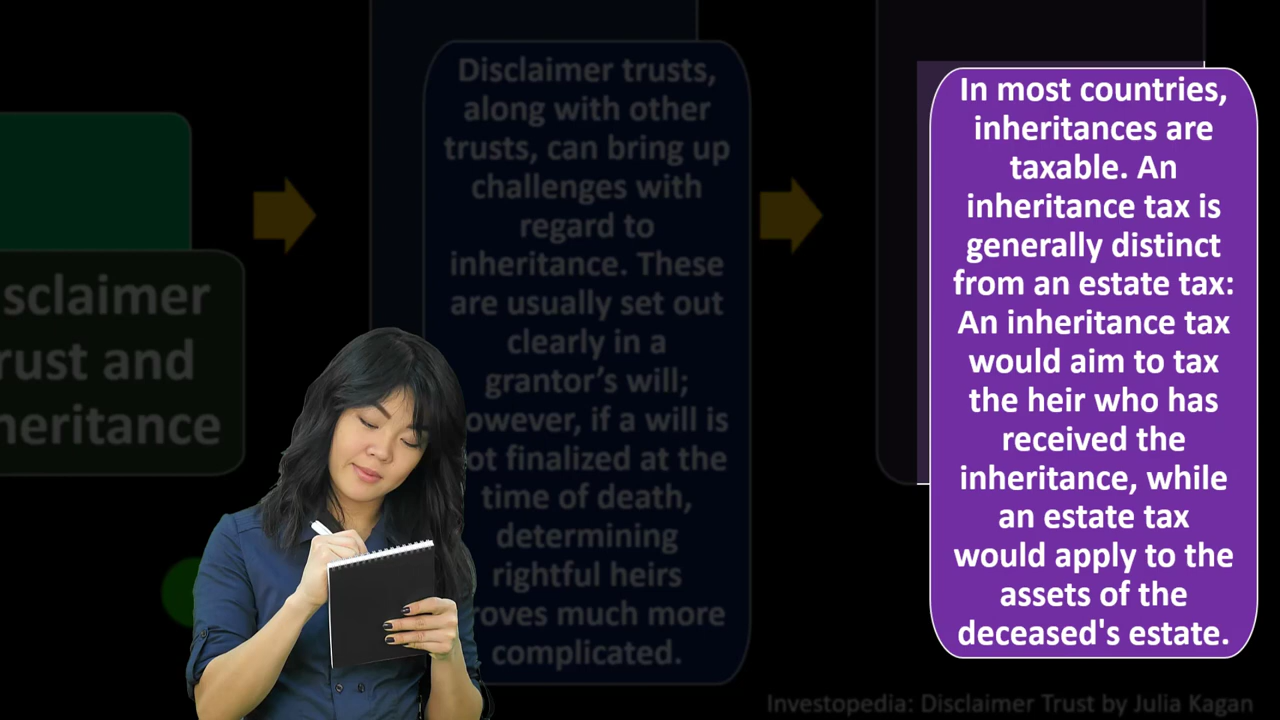 sclaimer
rust and
heritance
Disclaimer trusts,
along with other
trusts, can bring up
challenges with
regard to
inheritance. These
are usually set out
clearly in a
grantor’s will;
owever, if a will is
ot finalized at the
time of death,
determining
rightful heirs
roves much more
complicated.
In most countries,
inheritances are
taxable. An
inheritance tax is
generally distinct
from an estate tax:
An inheritance tax
would aim to tax
the heir who has
received the
inheritance, while
an estate tax
would apply to the
assets of the
deceased's estate.
Investopedia: Disclaimer Trust by Julia Kagan